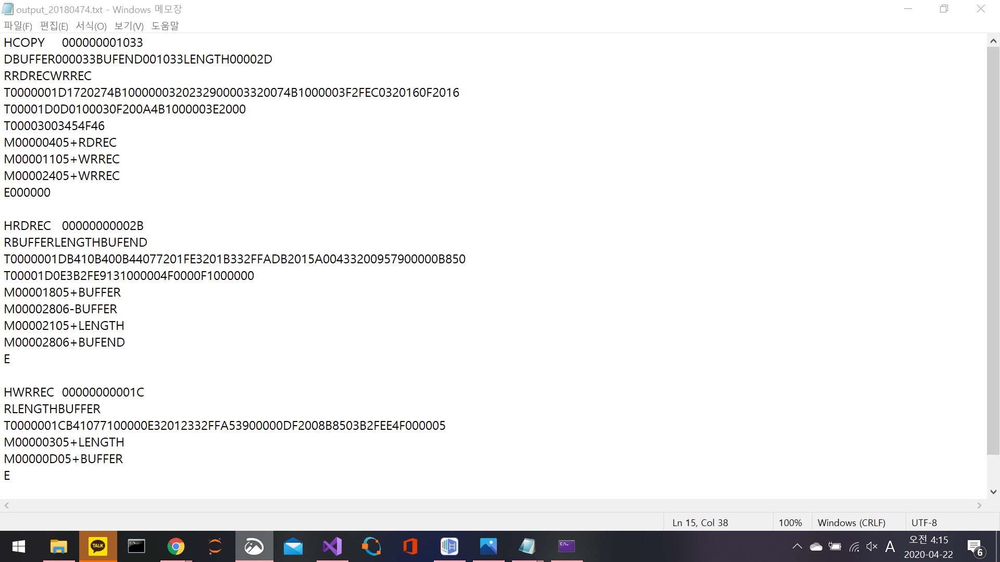 output_20180474.txt - Windows 메모장
파일(F) 편집(E) 서식(O) 보기(V) 도움말
HCOPY 000000001033
DBUFFER000033BUFEND001033LENGTH00002D
RRDRECWRREC
T0000001D1720274B1000000320232900003320074B1000003F2FEC0320160F2016
T00001D0D0100030F200A4B1000003E2000
T00003003454F46
M00000405+RDREC
M00001105+WRREC
M00002405+WRREC
E000000
HRDREC 00000000002B
RBUFFERLENGTHBUFEND
T0000001DB410B400B44077201FE3201B332FFADB2015A00433200957900000B850
T00001D0E3B2FE9131000004F0000F1000000
M00001805+BUFFER
M00002806-BUFFER
M00002105+LENGTH
M00002806+BUFEND
E
HWRREC 00000000001C
RLENGTHBUFFER
T0000001CB41077100000E32012332FFA53900000DF2008B8503B2FEE4F000005
M00000305+LENGTH
M00000D05+BUFFER
E
Ln 15, Col 38 100% Windows (CRLF) UTF-8
TALK
A
오전 4:15
2020-04-22
6